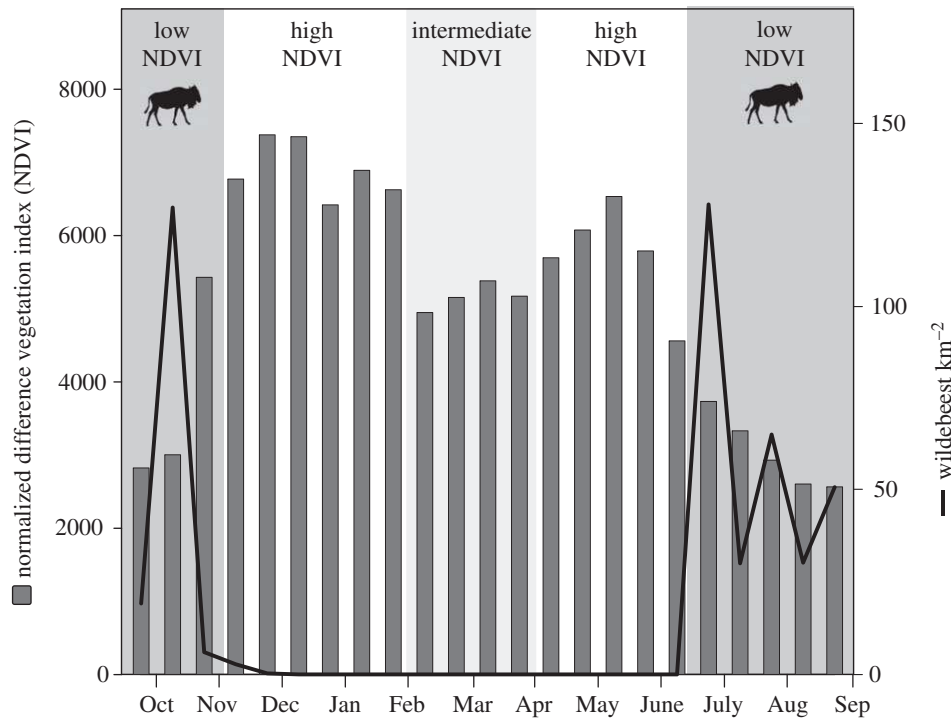 low
NDVI
high
NDVI
intermediate
NDVI
high
NDVI
low
NDVI
normalized difference vegetation index (NDVI)
8000
6000
4000
2000
0
150
100
50
0
wildebeest km⁻²
Oct Nov Dec Jan Feb Mar Apr May June July Aug Sep